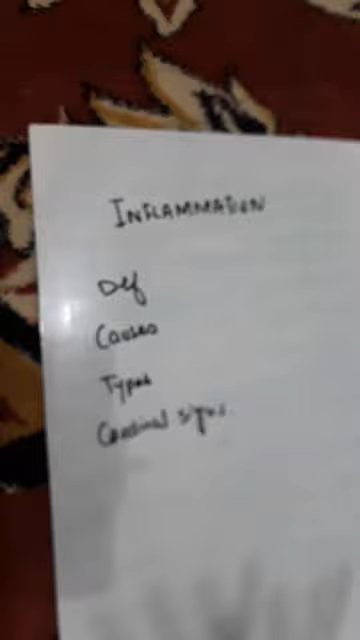 INFLAMMATION
Def
Causes
Types
Cardinal signs.